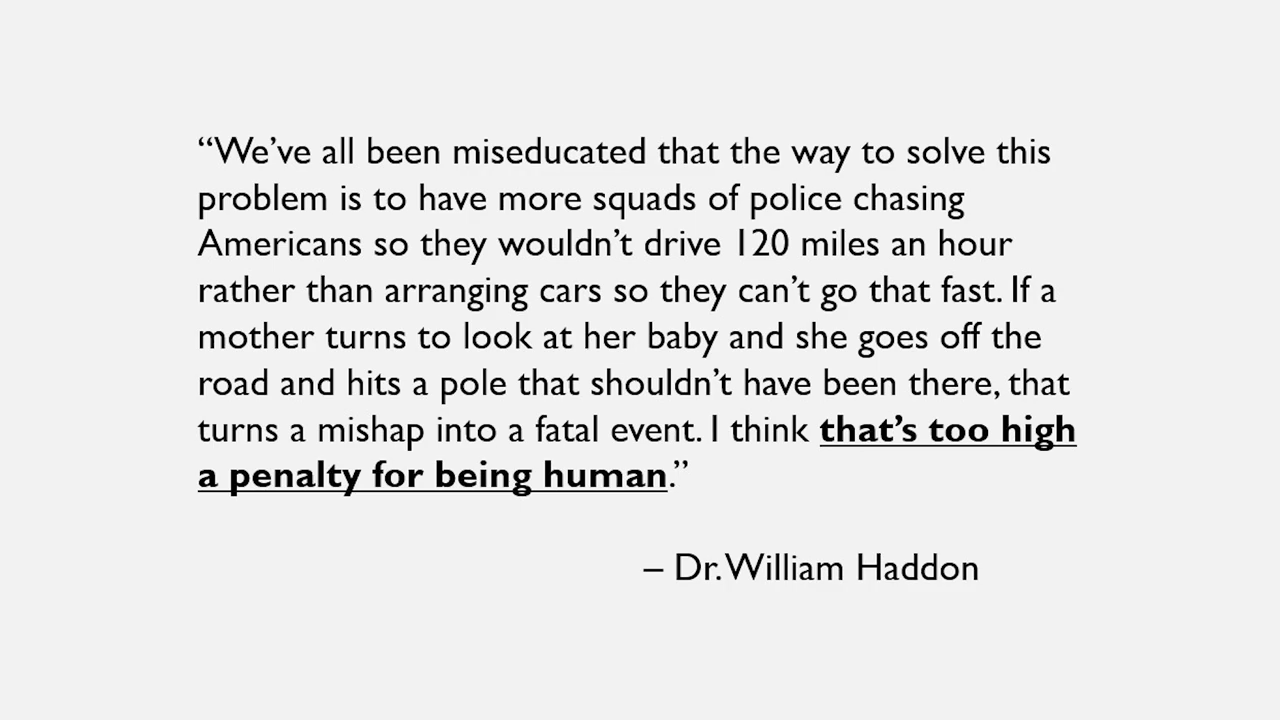 “We’ve all been miseducated that the way to solve this
problem is to have more squads of police chasing
Americans so they wouldn’t drive 120 miles an hour
rather than arranging cars so they can’t go that fast. If a
mother turns to look at her baby and she goes off the
road and hits a pole that shouldn’t have been there, that
turns a mishap into a fatal event. I think that’s too high
a penalty for being human.”
– Dr. William Haddon